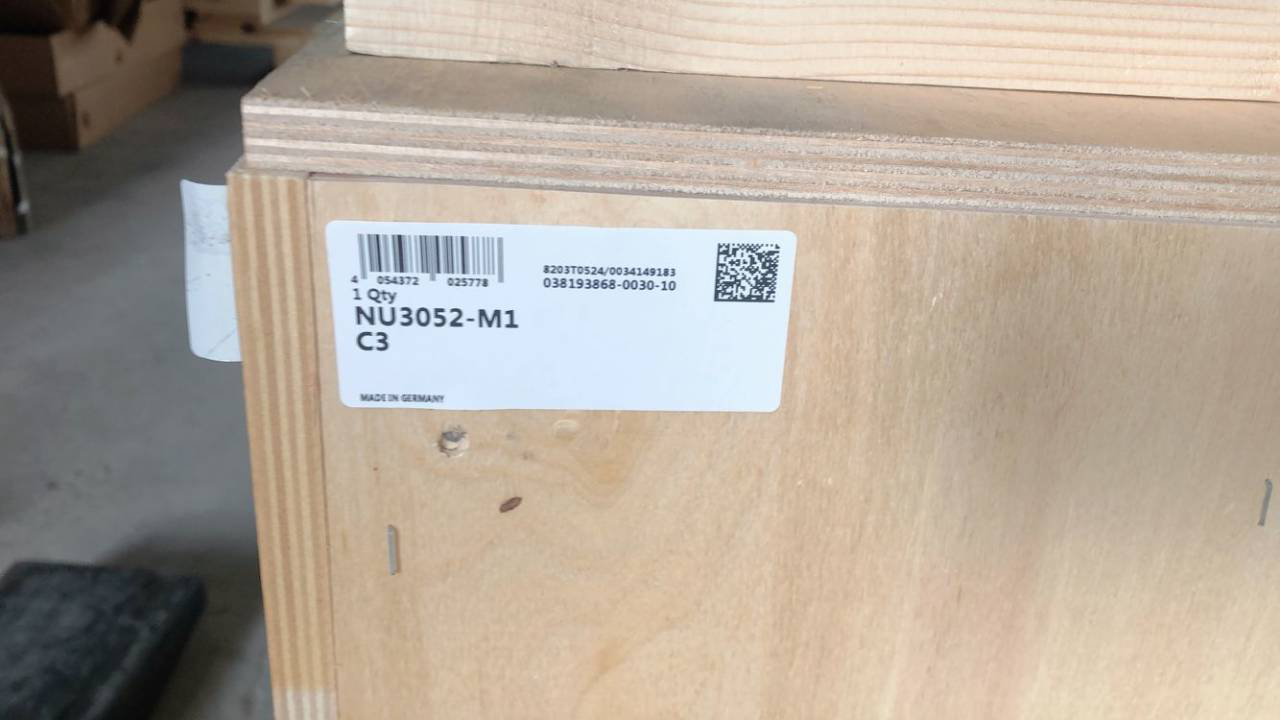 4 054372 025778
1 Qty
NU3052-M1
C3
8203T0524/0034149183
038193868-0030-10
MADE IN GERMANY